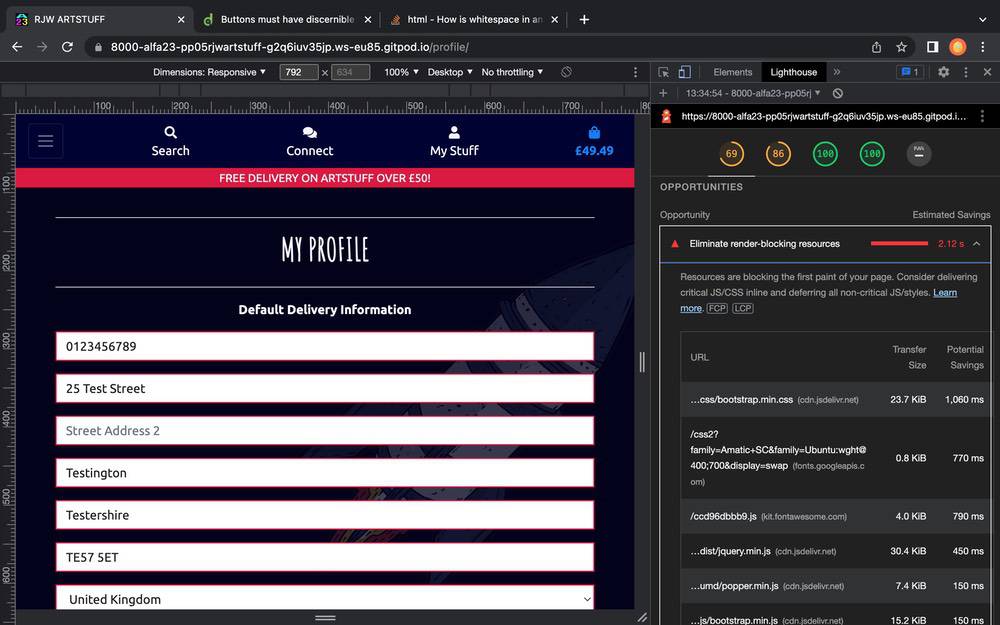 RJW ARTSTUFF
Buttons must have discernible
html - How is whitespace in an
8000-alfa23-pp05rjwartstuff-g2q6iuv35jp.ws-eu85.gitpod.io/profile/
Dimensions: Responsive ▼ 792 × 634 100% ▼ Desktop ▼ No throttling ▼
Elements Lighthouse » 1
13:34:54 - 8000-alfa23-pp05rj ▼
https://8000-alfa23-pp05rjwartstuff-g2q6iuv35jp.ws-eu85.gitpod.i...
100 200 300 400 500 600 700 80
100
200
300
400
500
600
Search
Connect
My Stuff
£49.49
FREE DELIVERY ON ARTSTUFF OVER £50!
MY PROFILE
Default Delivery Information
0123456789
25 Test Street
Street Address 2
Testington
Testershire
TE57 5ET
United Kingdom
69 86 100 100 PWA
OPPORTUNITIES
Opportunity Estimated Savings
Eliminate render-blocking resources 2.12 s
Resources are blocking the first paint of your page. Consider delivering
critical JS/CSS inline and deferring all non-critical JS/styles. Learn
more. FCP LCP
URL Transfer Size Potential Savings
…css/bootstrap.min.css (cdn.jsdelivr.net) 23.7 KiB 1,060 ms
/css2?
family=Amatic+SC&family=Ubuntu:wght@
400;700&display=swap (fonts.googleapis.c
om) 0.8 KiB 770 ms
/ccd96dbbb9.js (kit.fontawesome.com) 4.0 KiB 790 ms
…dist/jquery.min.js (cdn.jsdelivr.net) 30.4 KiB 450 ms
…umd/popper.min.js (cdn.jsdelivr.net) 7.4 KiB 150 ms
…js/bootstrap.min.js (cdn.jsdelivr.net) 15.2 KiB 150 ms